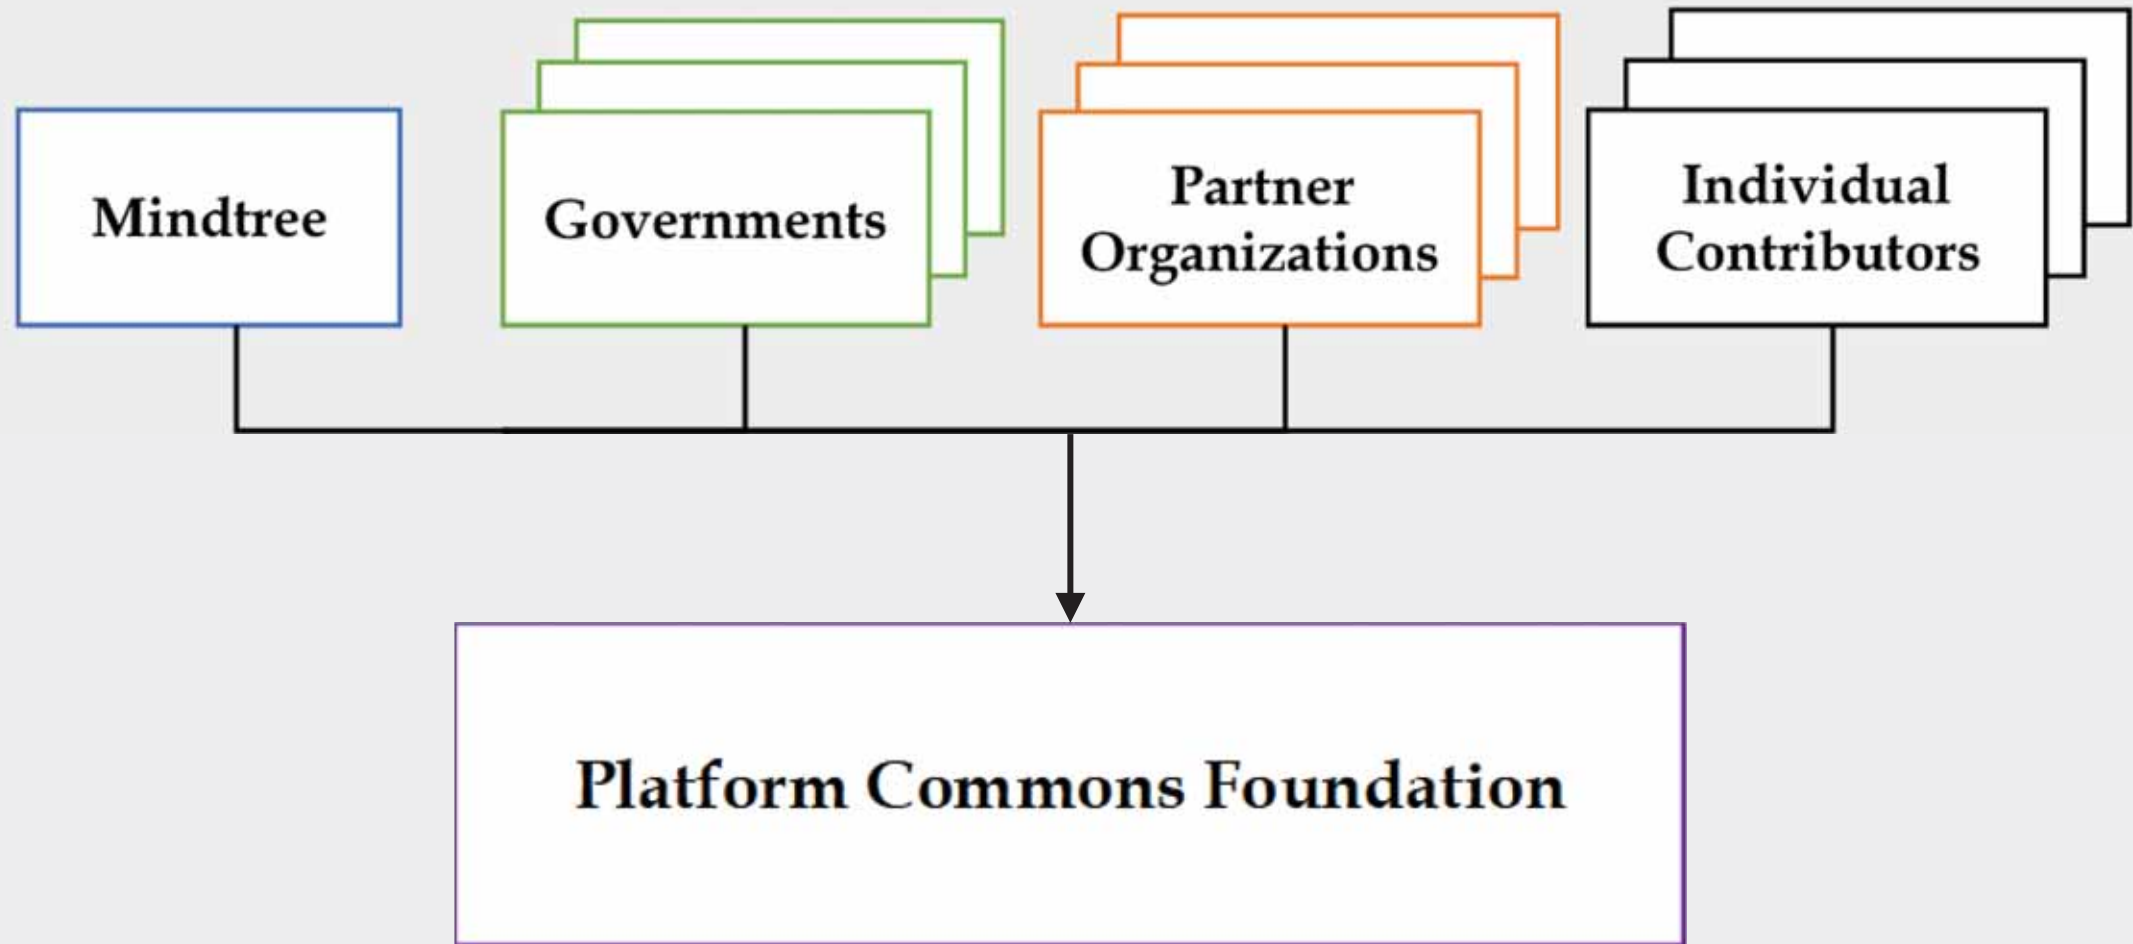 Mindtree
Governments
Partner
Organizations
Individual
Contributors
Platform Commons Foundation